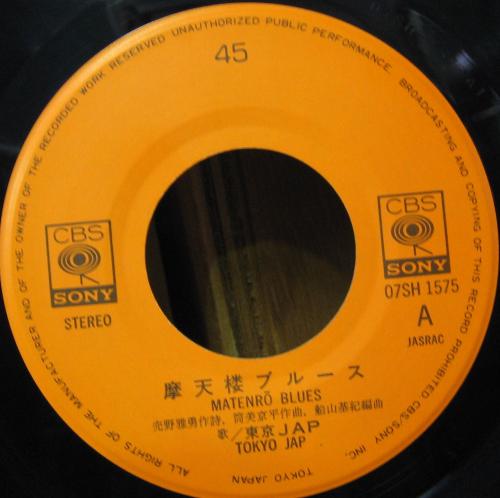 ALL RIGHTS OF THE MANUFACTURER AND OF THE OWNER OF THE RECORDED WORK RESERVED UNAUTHORIZED PUBLIC PERFORMANCE, BROADCASTING AND COPYING OF THIS RECORD PROHIBITED CBS/SONY INC. TOKYO JAPAN
45
CBS
SONY
STEREO
CBS
SONY
07SH 1575
A
JASRAC
摩天楼ブルース
MATENRŌ BLUES
売野雅勇作詩、筒美京平作曲、船山基紀編曲
歌／東京JAP
TOKYO JAP